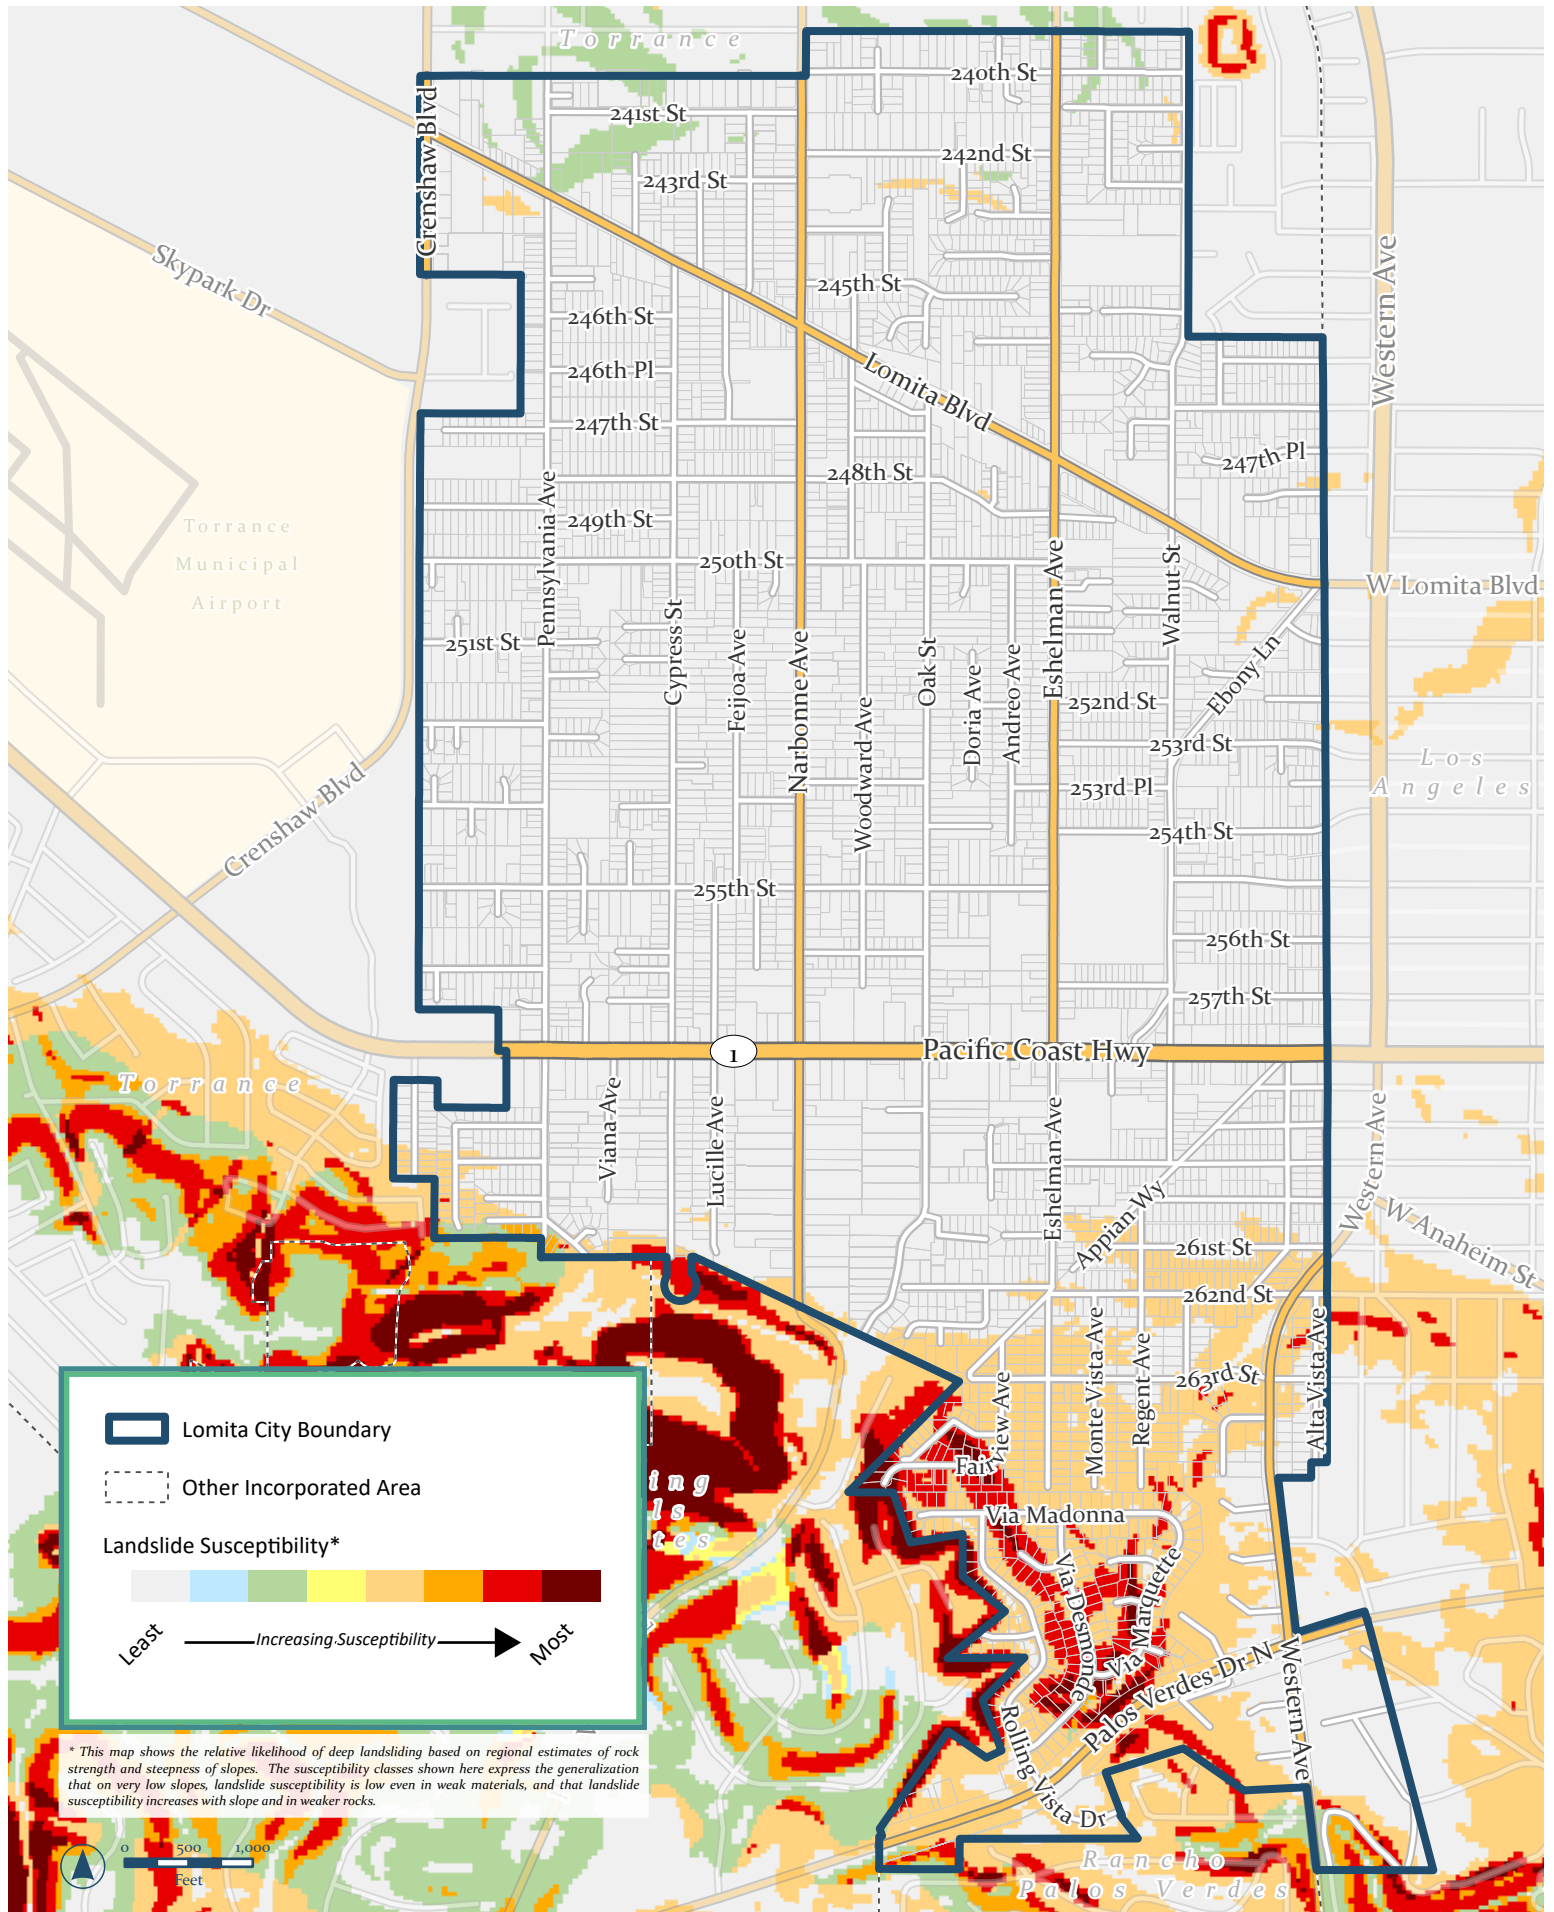 Torrance
240th St
Crenshaw Blvd
241st St
242nd St
243rd St
Skypark Dr
Western Ave
245th St
246th St
246th Pl
Lomita Blvd
247th St
247th Pl
248th St
Pennsylvania Ave
249th St
Torrance
Municipal
Airport
250th St
Eshelman Ave
Walnut St
W Lomita Blvd
251st St
Cypress St
Feijoa Ave
Narbonne Ave
Oak St
Doria Ave
Andreo Ave
Ebony Ln
252nd St
Woodward Ave
253rd St
Los
Angeles
253rd Pl
Crenshaw Blvd
254th St
255th St
256th St
257th St
1
Pacific Coast Hwy
Torrance
Viana Ave
Lucille Ave
Eshelman Ave
Western Ave
Appian Wy
W Anaheim St
261st St
262nd St
Monte Vista Ave
Regent Ave
263rd St
Alta Vista Ave
Fairview Ave
Fair
Lomita City Boundary
ing
Other Incorporated Area
ls
Via Madonna
tes
Landslide Susceptibility*
Via Desmonde
Via Marquette
Least
Increasing Susceptibility
Most
Palos Verdes Dr N
Western Ave
Rolling Vista Dr
* This map shows the relative likelihood of deep landsliding based on regional estimates of rock
strength and steepness of slopes. The susceptibility classes shown here express the generalization
that on very low slopes, landslide susceptibility is low even in weak materials, and that landslide
susceptibility increases with slope and in weaker rocks.
0 500 1,000
Feet
Rancho
Palos Verdes